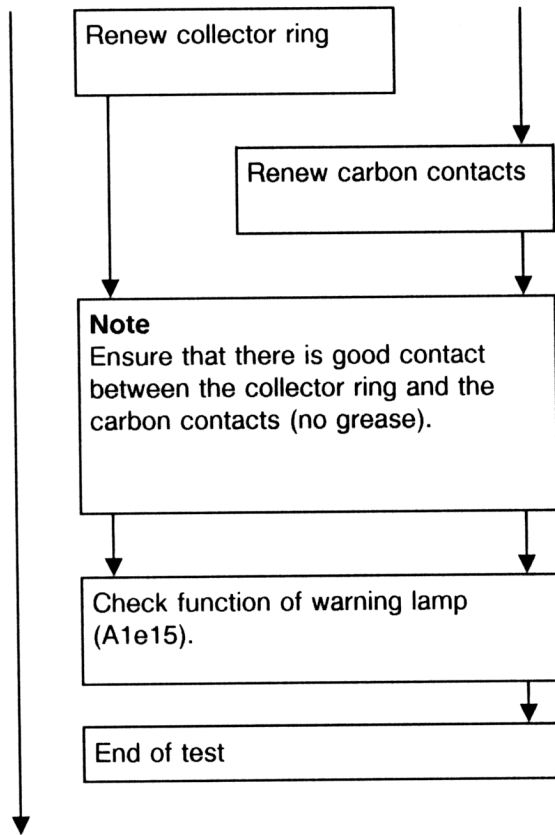 Renew collector ring
Renew carbon contacts
Note
Ensure that there is good contact
between the collector ring and the
carbon contacts (no grease).
Check function of warning lamp
(A1e15).
End of test